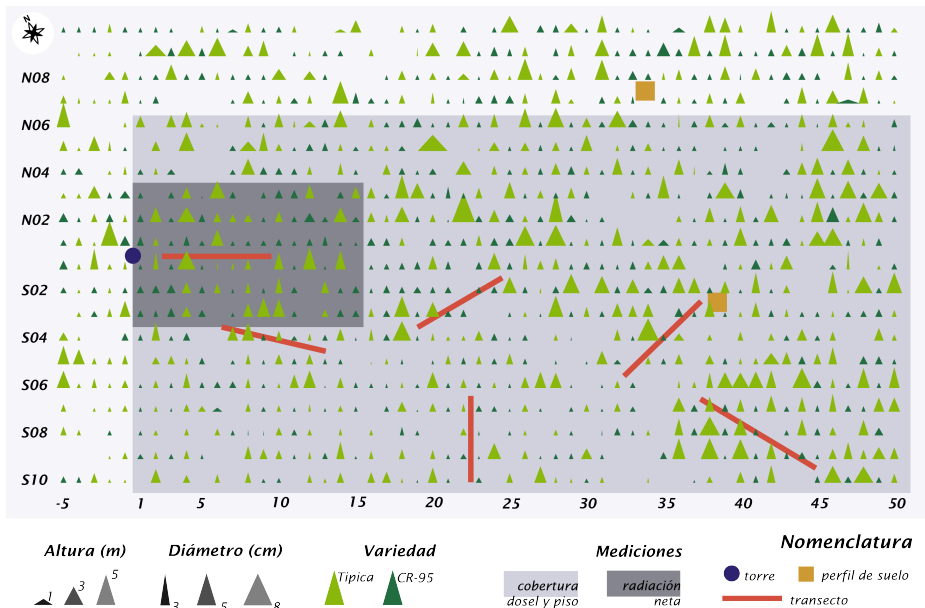 N
N08
N06
N04
N02
S02
S04
S06
S08
S10
-5 1 5 10 15 20 25 30 35 40 45 50
Nomenclatura
Altura (m) Diámetro (cm) Variedad Mediciones
1 3 5 3 5 8 Tipica CR-95 cobertura dosel y piso radiación neta torre perfil de suelo
transecto